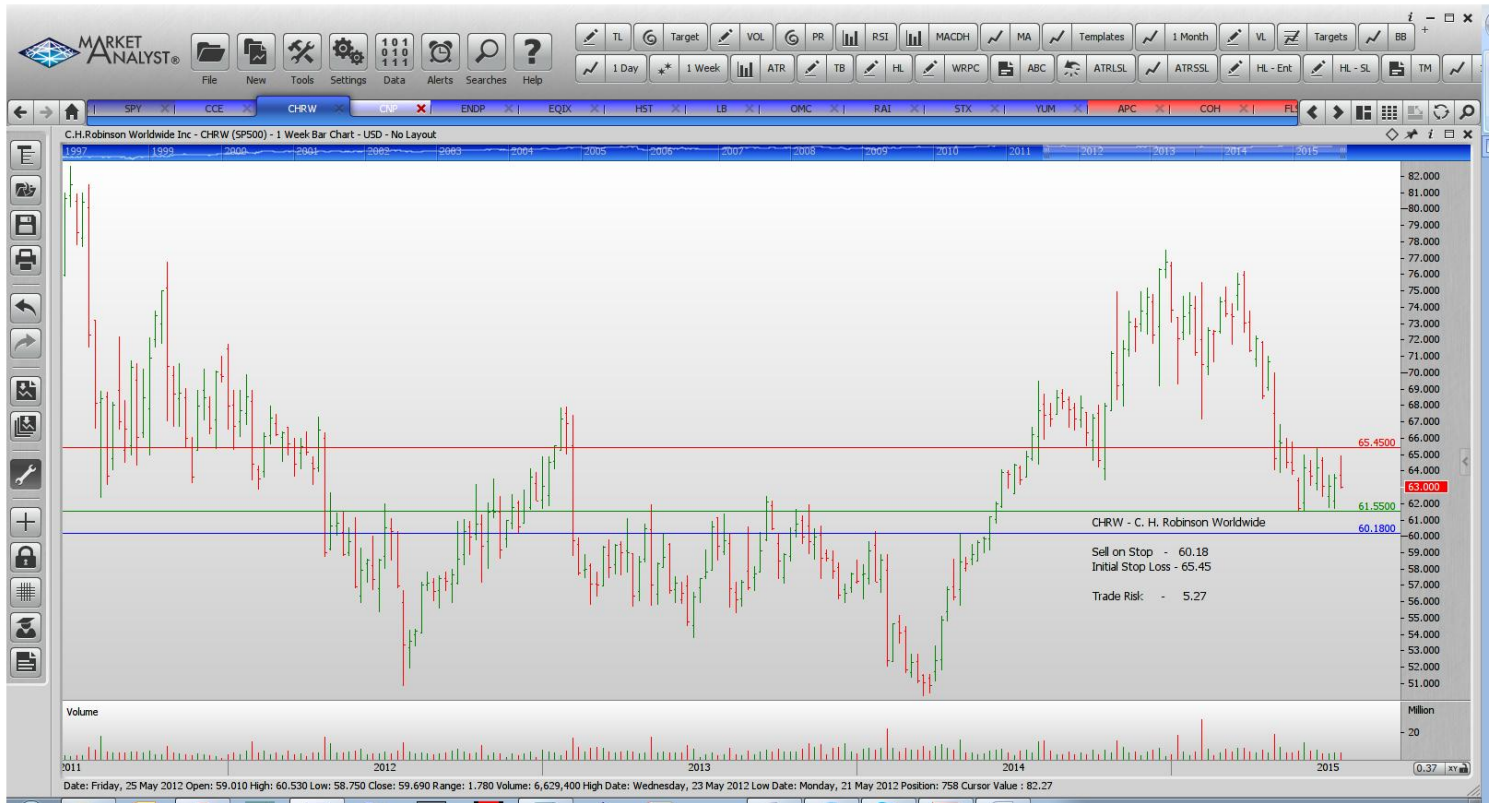 MARKET ANALYST®
File New Tools Settings Data Alerts Searches Help
TL Target VOL PR RSI MACDH MA Templates 1 Month VL Targets BB
1 Day 1 Week ATR TB HL WRPC ABC ATRLSL ATRSSL HL - Ent HL - SL TM
SPY CCE CHRW CNP ENDP EQIX HST LB OMC RAI STX YUM APC COH
C.H.Robinson Worldwide Inc - CHRW (SP500) - 1 Week Bar Chart - USD - No Layout
1997 1999 2000 2001 2002 2003 2004 2005 2006 2007 2008 2009 2010 2011 2012 2013 2014 2015
82.000
81.000
80.000
79.000
78.000
77.000
76.000
75.000
74.000
73.000
72.000
71.000
70.000
69.000
68.000
67.000
66.000
65.4500
65.000
64.000
63.000
62.000
61.5500
61.000
CHRW - C. H. Robinson Worldwide
60.1800
60.000
59.000
Sell on Stop - 60.18
58.000
Initial Stop Loss - 65.45
57.000
56.000
Trade Risk - 5.27
55.000
54.000
53.000
52.000
51.000
Volume
Million
20
2011 2012 2013 2014 2015
0.37 XY
Date: Friday, 25 May 2012 Open: 59.010 High: 60.530 Low: 58.750 Close: 59.690 Range: 1.780 Volume: 6,629,400 High Date: Wednesday, 23 May 2012 Low Date: Monday, 21 May 2012 Position: 758 Cursor Value : 82.27